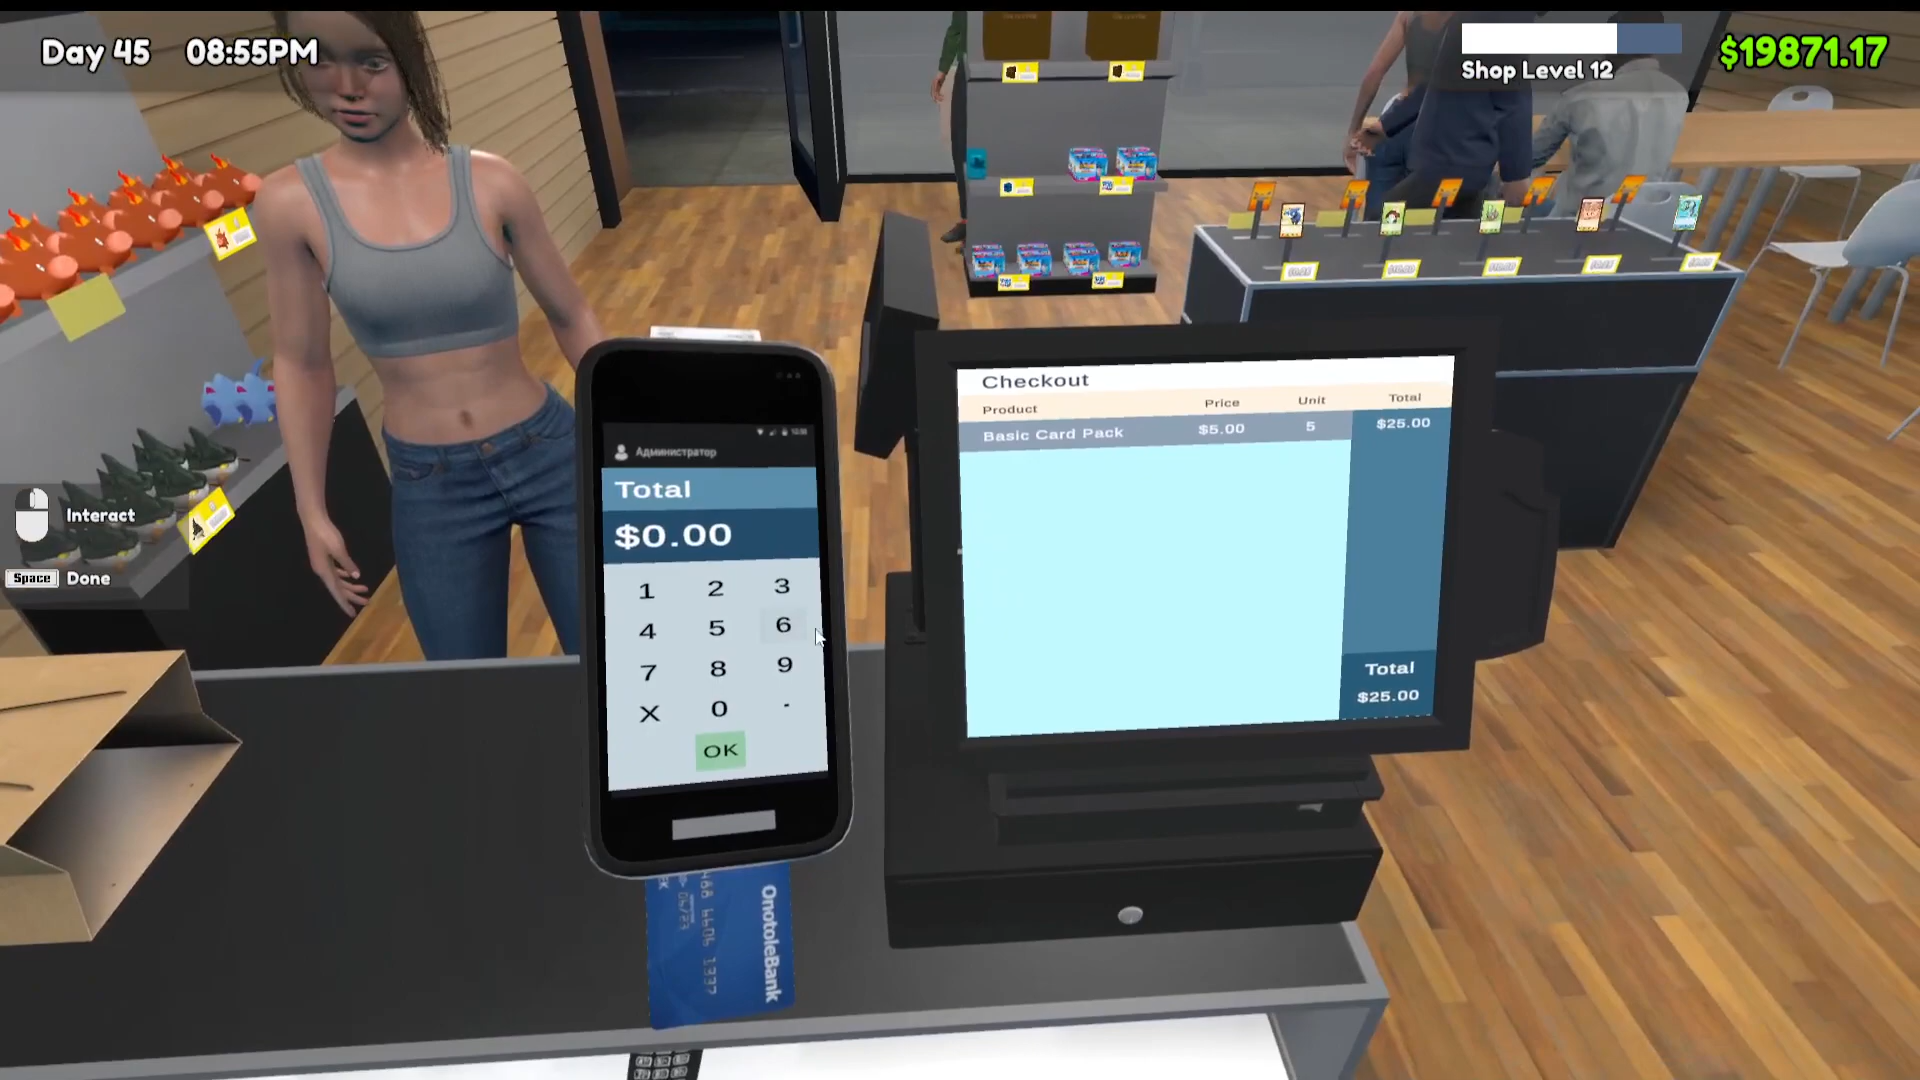 Day 45 08:55PM
Shop Level 12
$19871.17
Interact
Space Done
Администратор
Total
$0.00
1 2 3
4 5 6
7 8 9
X 0 .
OK
Checkout
Product Price Unit Total
Basic Card Pack $5.00 5 $25.00
Total
$25.00
OnotoleBank